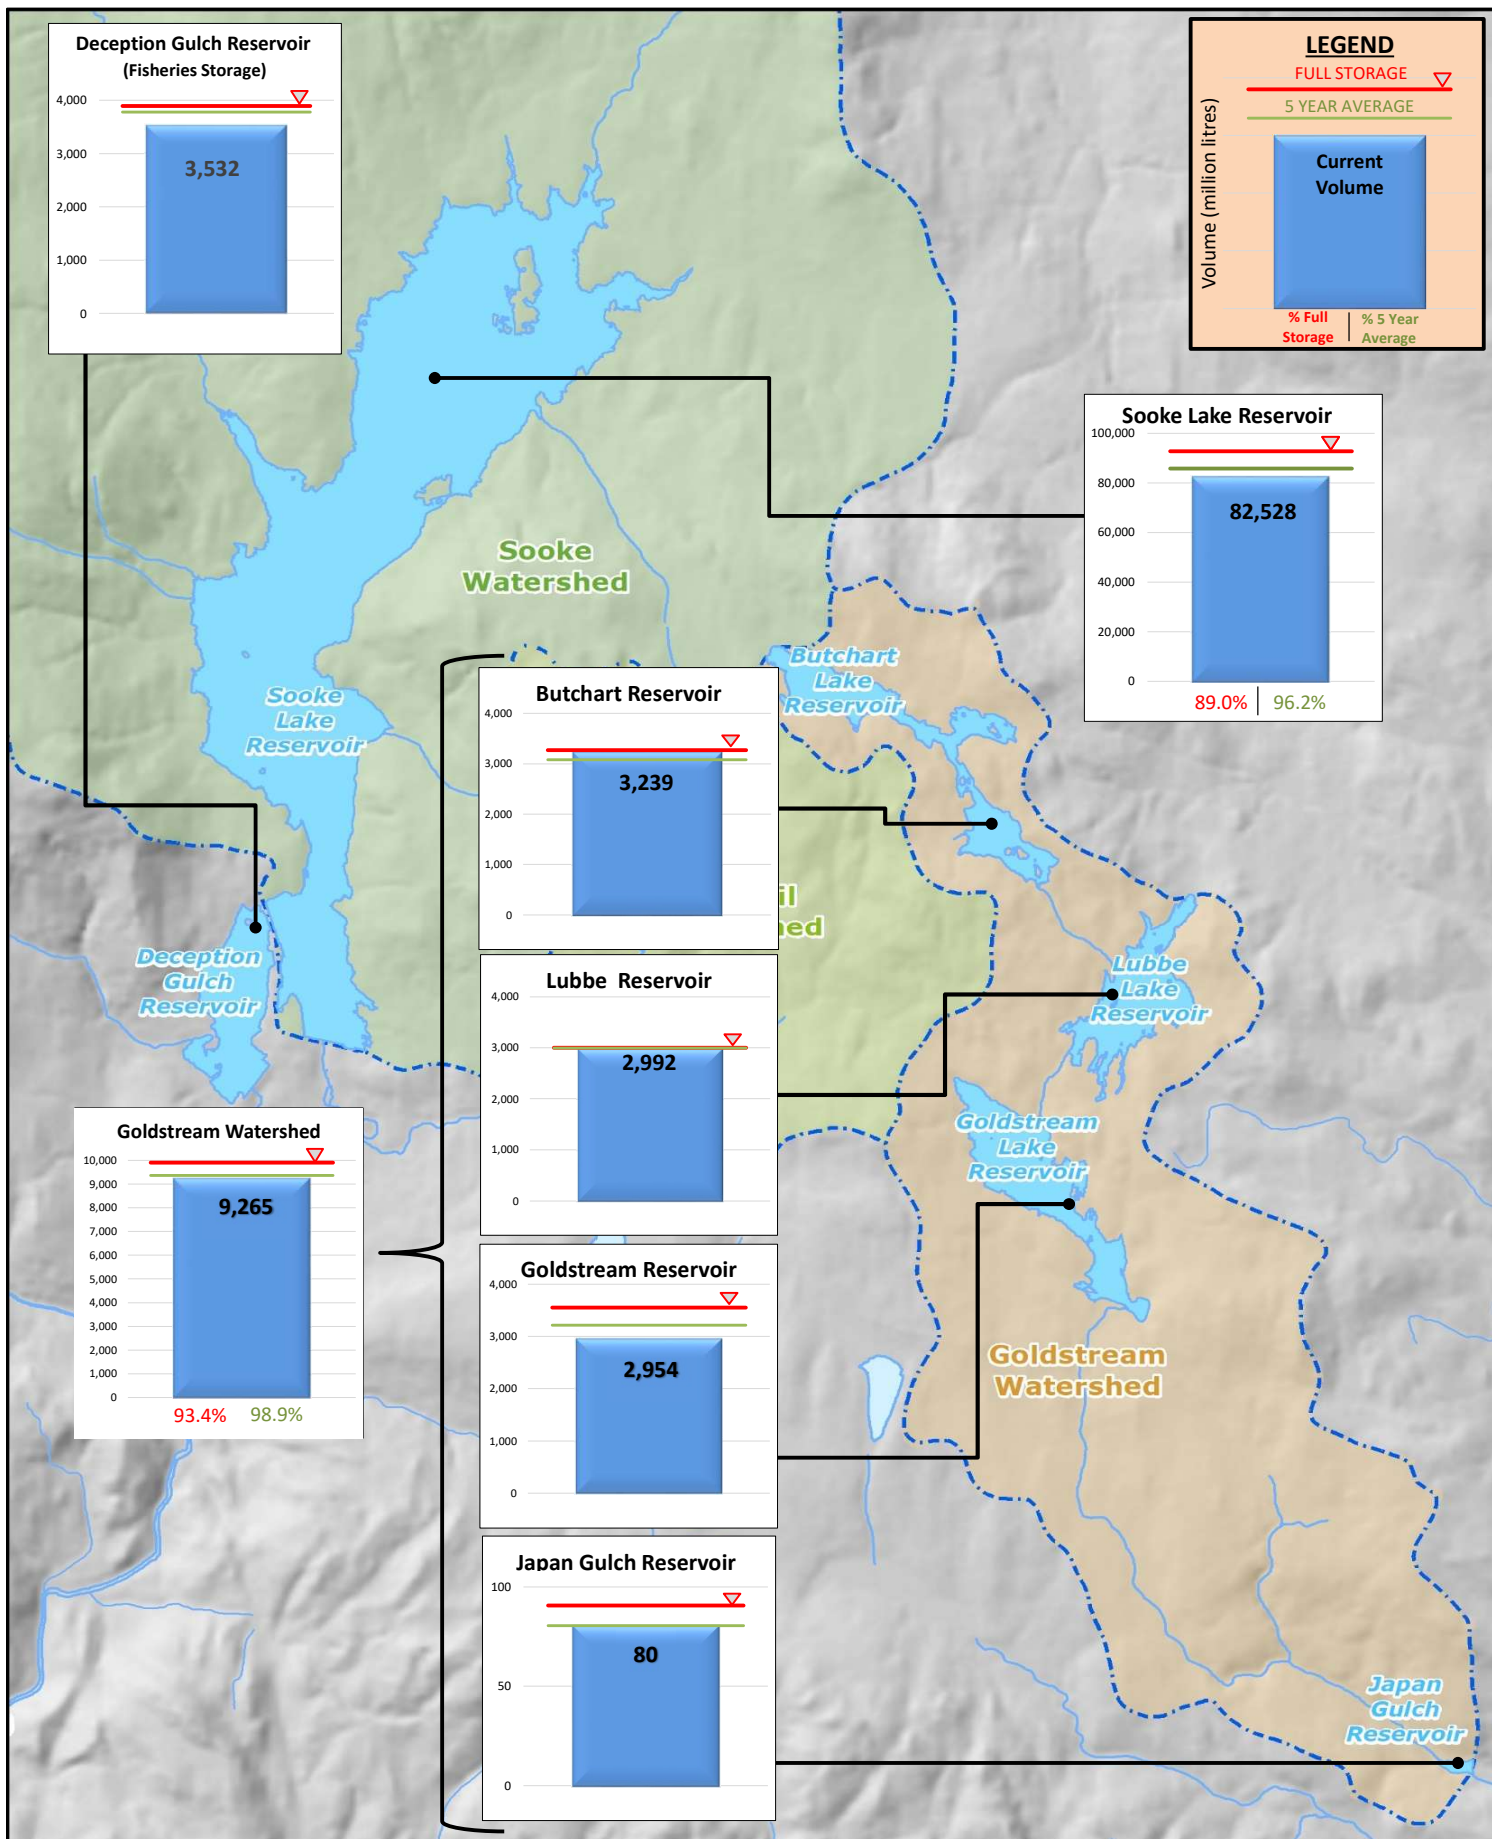 Deception Gulch Reservoir
(Fisheries Storage)
4,000
3,000
2,000
1,000
0
3,532
LEGEND
FULL STORAGE
5 YEAR AVERAGE
Current
Volume
Volume (million litres)
% Full
Storage
% 5 Year
Average
Sooke Lake Reservoir
100,000
80,000
60,000
40,000
20,000
0
82,528
89.0%
96.2%
Sooke
Watershed
Sooke
Lake
Reservoir
Butchart
Lake
Reservoir
Butchart Reservoir
4,000
3,000
2,000
1,000
0
3,239
il
ed
Deception
Gulch
Reservoir
Lubbe
Lake
Reservoir
Lubbe Reservoir
4,000
3,000
2,000
1,000
0
2,992
Goldstream
Lake
Reservoir
Goldstream Watershed
10,000
9,000
8,000
7,000
6,000
5,000
4,000
3,000
2,000
1,000
0
9,265
93.4%
98.9%
Goldstream Reservoir
4,000
3,000
2,000
1,000
0
2,954
Goldstream
Watershed
Japan Gulch Reservoir
100
50
0
80
Japan
Gulch
Reservoir